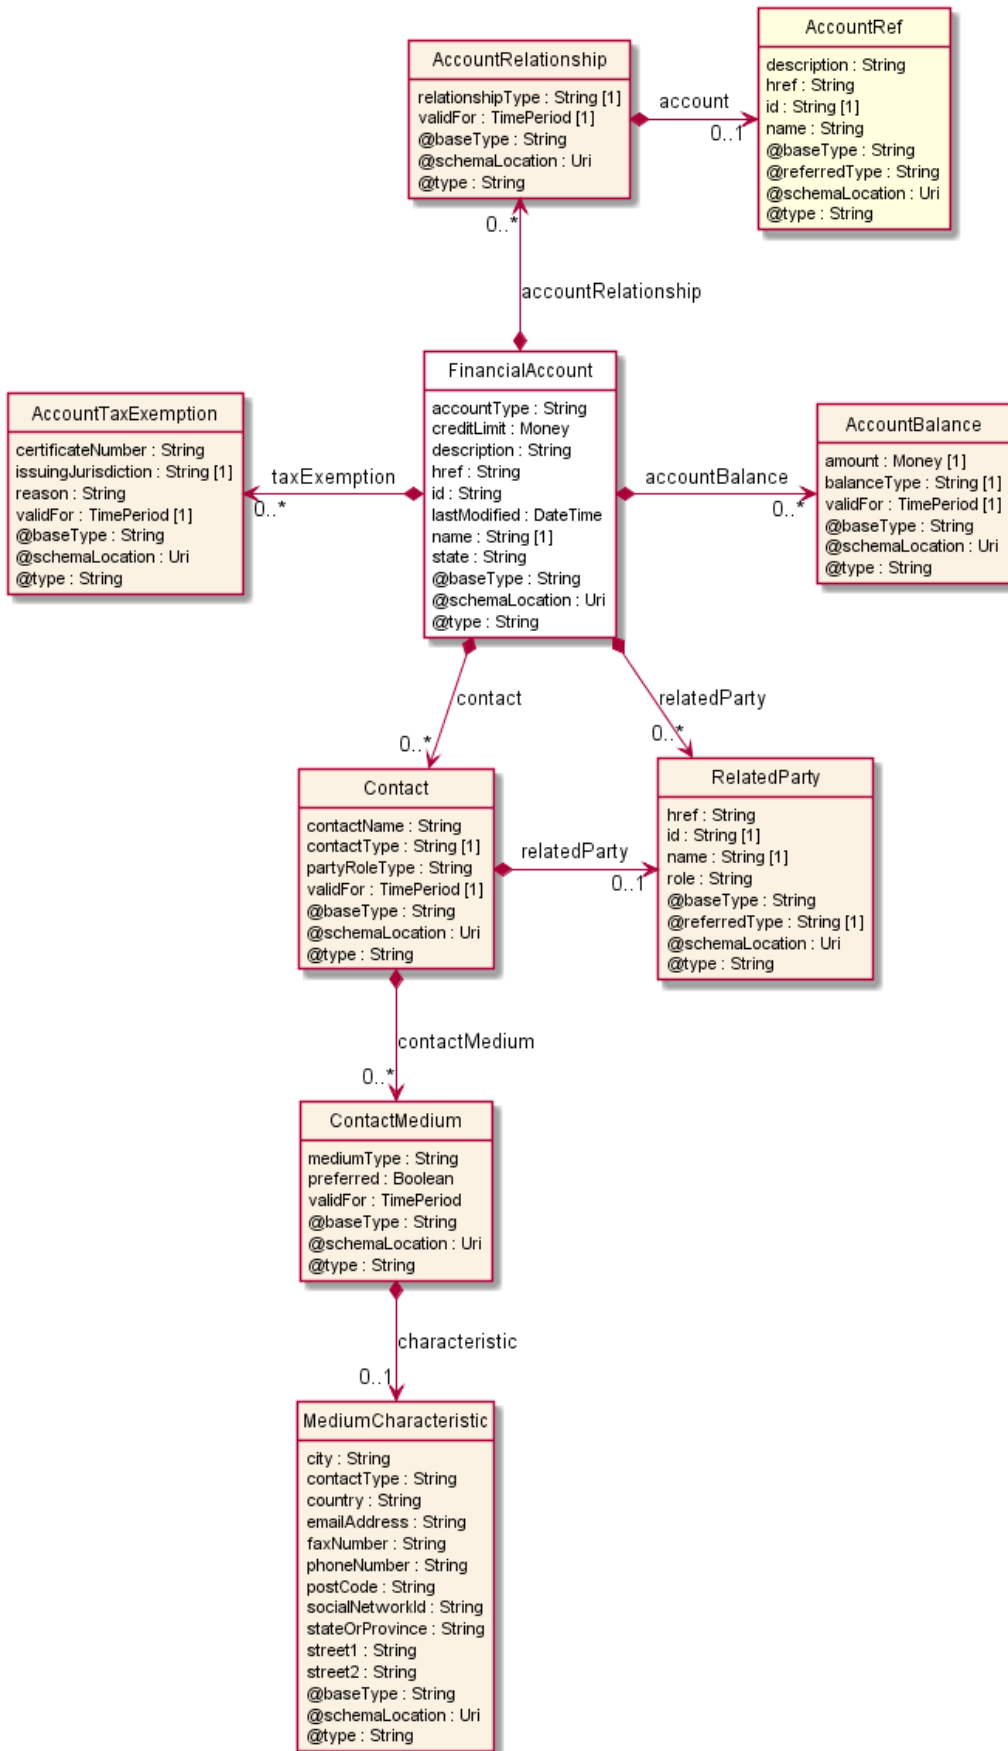 AccountRef
description : String
href : String
id : String [1]
name : String
@baseType : String
@referredType : String
@schemaLocation : Uri
@type : String
AccountRelationship
relationshipType : String [1]
validFor : TimePeriod [1]
@baseType : String
@schemaLocation : Uri
@type : String
account
0..1
0..*
accountRelationship
FinancialAccount
accountType : String
creditLimit : Money
description : String
href : String
id : String
lastModified : DateTime
name : String [1]
state : String
@baseType : String
@schemaLocation : Uri
@type : String
AccountTaxExemption
certificateNumber : String
issuingJurisdiction : String [1]
reason : String
validFor : TimePeriod [1]
@baseType : String
@schemaLocation : Uri
@type : String
taxExemption
0..*
accountBalance
0..*
AccountBalance
amount : Money [1]
balanceType : String [1]
validFor : TimePeriod [1]
@baseType : String
@schemaLocation : Uri
@type : String
contact
0..*
relatedParty
0..*
Contact
contactName : String
contactType : String [1]
partyRoleType : String
validFor : TimePeriod [1]
@baseType : String
@schemaLocation : Uri
@type : String
relatedParty
0..1
RelatedParty
href : String
id : String [1]
name : String [1]
role : String
@baseType : String
@referredType : String [1]
@schemaLocation : Uri
@type : String
contactMedium
0..*
ContactMedium
mediumType : String
preferred : Boolean
validFor : TimePeriod
@baseType : String
@schemaLocation : Uri
@type : String
characteristic
0..1
MediumCharacteristic
city : String
contactType : String
country : String
emailAddress : String
faxNumber : String
phoneNumber : String
postCode : String
socialNetworkId : String
stateOrProvince : String
street1 : String
street2 : String
@baseType : String
@schemaLocation : Uri
@type : String